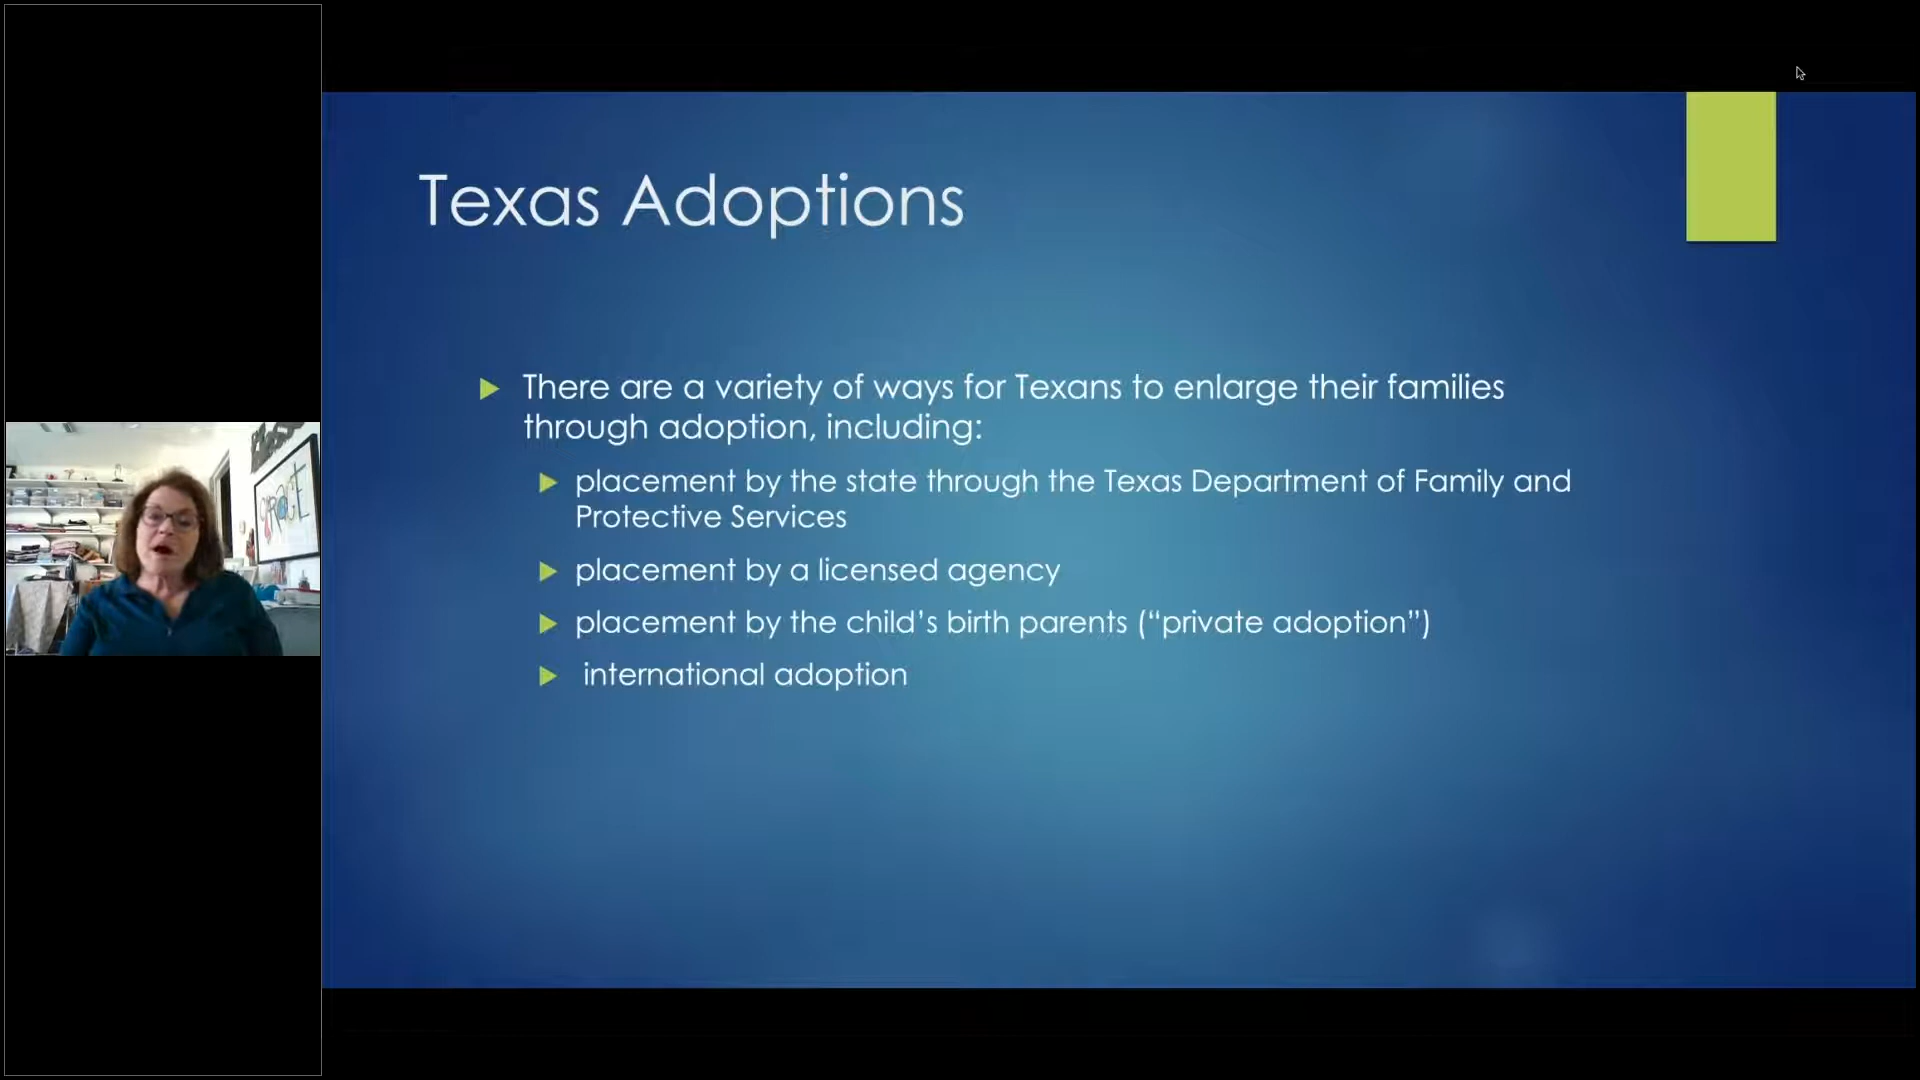 Texas Adoptions
There are a variety of ways for Texans to enlarge their families
through adoption, including:
placement by the state through the Texas Department of Family and
Protective Services
placement by a licensed agency
placement by the child’s birth parents (“private adoption”)
international adoption
GRACE